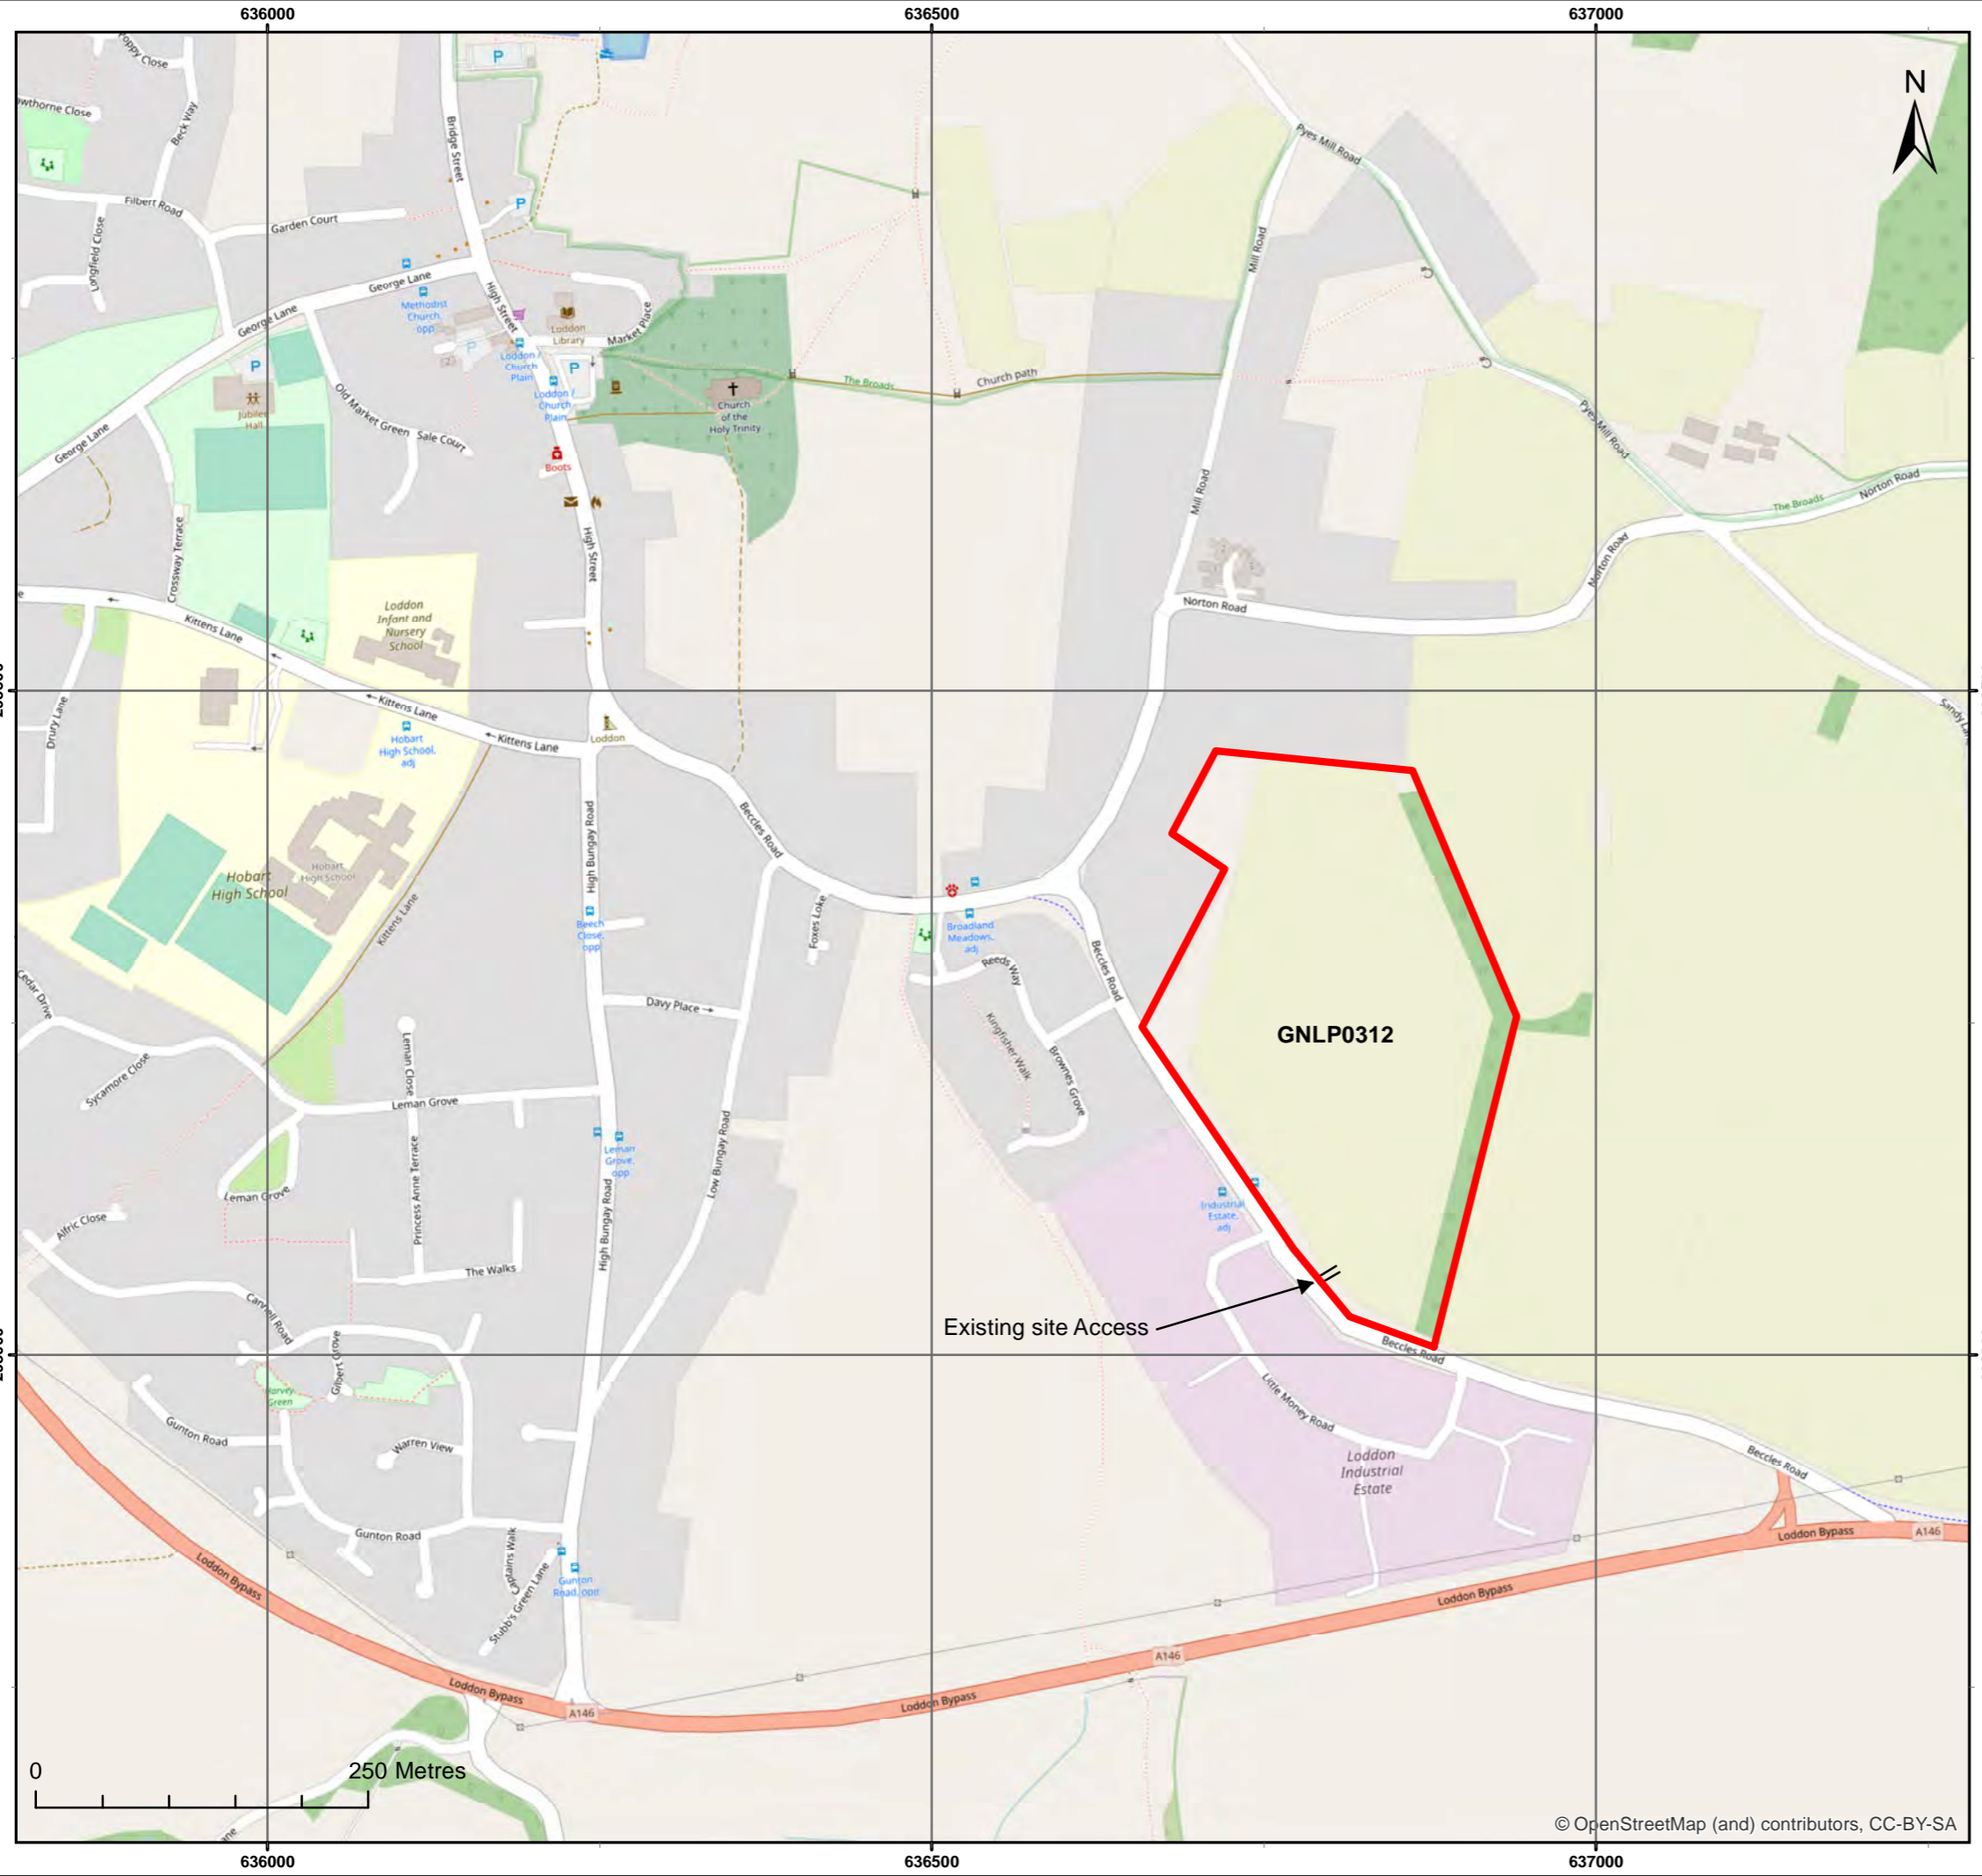 636000
636500
637000
Poppy Close
Beck Way
Bridge Street
P
N
Pyes Mill Road
Filbert Road
Garden Court
P
Longfield Close
Mill Road
George Lane
Methodist
Church,
opp
High Street
George Lane
Loddon
Library
Market Place
P
Loddon /
Church
Plain
P
P
The Broads
Church path
Loddon /
Church
Plain
Jubilee
Hall
Old Market Green
Sale Court
Church
of the
Holy Trinity
George Lane
Boots
Pyes Mill Road
Mill Road
The Broads
Norton Road
Crossway Terrace
High Street
Norton Road
Loddon
Infant and
Nursery
School
Norton Road
Kittens Lane
Kittens Lane
Drury Lane
Kittens Lane
Loddon
Hobart
High School,
adj
Beccles Road
High Bungay Road
Hobart
High School
Hobart
High School
Kittens Lane
Beech
Close,
opp
Foxes Loke
Broadland
Meadows,
adj
Beccles Road
Reeds Way
Cedar Drive
Davy Place
Kingfisher Walk
Brownes Grove
GNLP0312
Sycamore Close
Leman Close
Leman Grove
Leman
Grove,
opp
Low Bungay Road
Princess Anne Terrace
Leman Grove
High Bungay Road
Alfric Close
Industrial
Estate,
adj
The Walks
Carvell Road
Existing site Access
Gilbert Grove
Beccles Road
Harvey
Green
Little Money Road
Gunton Road
Warren View
Loddon
Industrial
Estate
Beccles Road
Gunton Road
Captains Walk
Stubb's Green Lane
Gunton
Road, opp
Loddon Bypass
Loddon Bypass
A146
Loddon Bypass
A146
Loddon Bypass
A146
Loddon Bypass
0
250 Metres
© OpenStreetMap (and) contributors, CC-BY-SA
636000
636500
637000